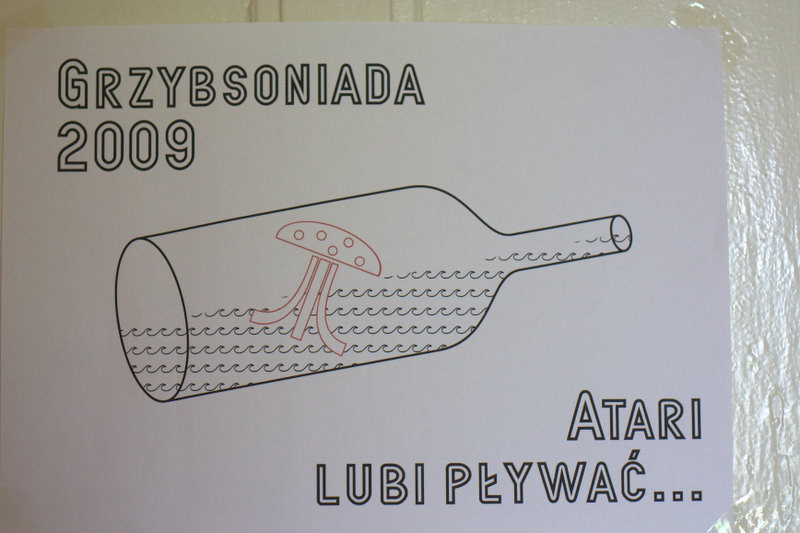 GRZYBSONIADA
2009
ATARI
LUBI PŁYWAĆ...